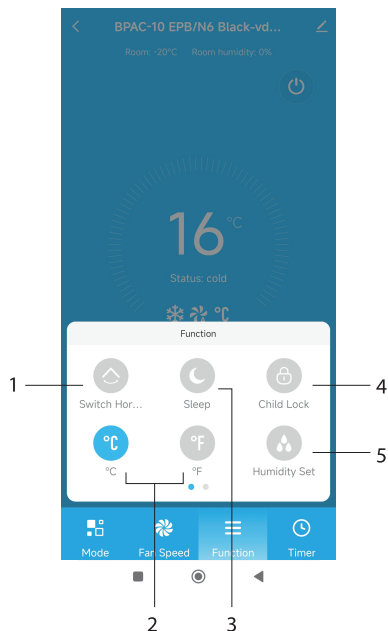 BPAC-10 EPB/N6 Black-vd...
Room: -20°C Room humidity: 0%
16 °C
Status: cold
°C
Function
1
Switch Hor...
Sleep
Child Lock
4
°C
°F
5
°C
°F
Humidity Set
Mode
Fan Speed
Function
Timer
2
3